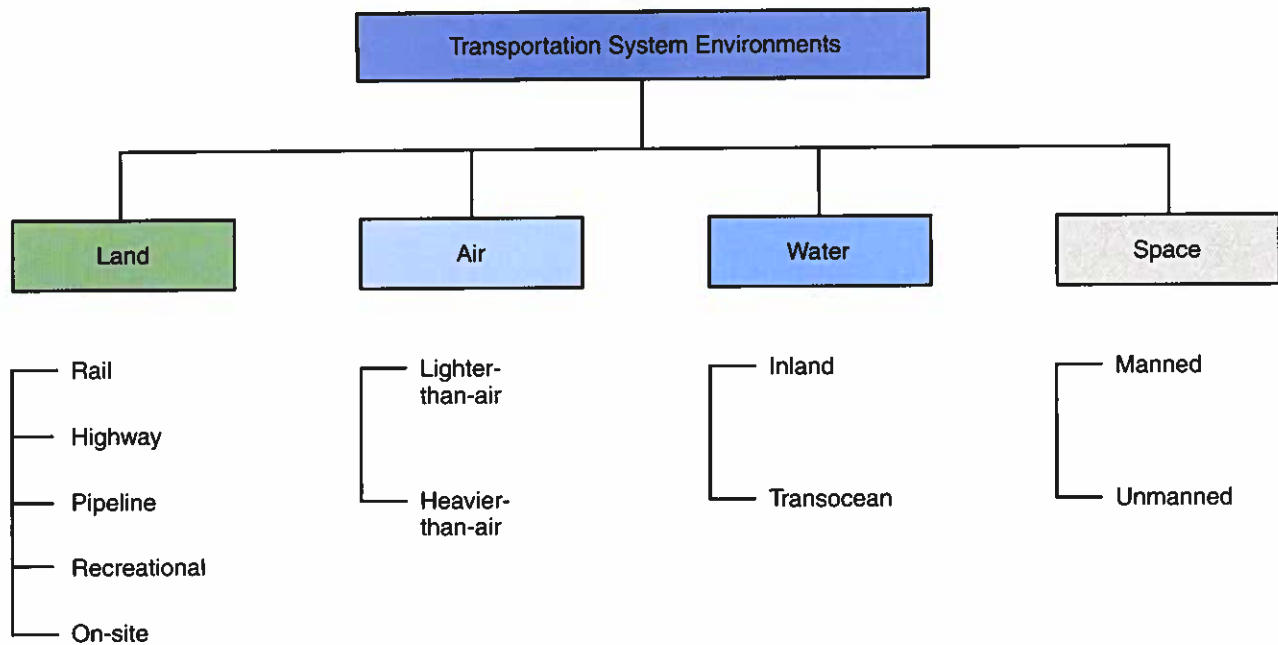 Transportation System Environments
Land
Air
Water
Space
Rail
Highway
Pipeline
Recreational
On-site
Lighter-
than-air
Heavier-
than-air
Inland
Transocean
Manned
Unmanned